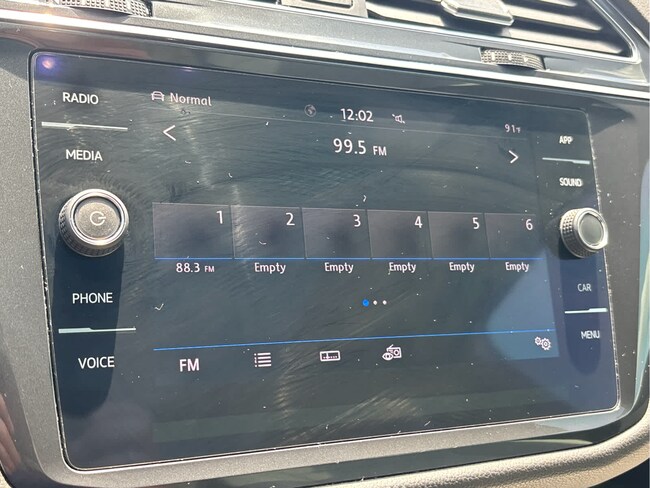 RADIO
MEDIA
PHONE
VOICE
Normal
12:02
91°F
99.5 FM
1 2 3 4 5 6
88.3 FM Empty Empty Empty Empty Empty
FM
APP
SOUND
CAR
MENU